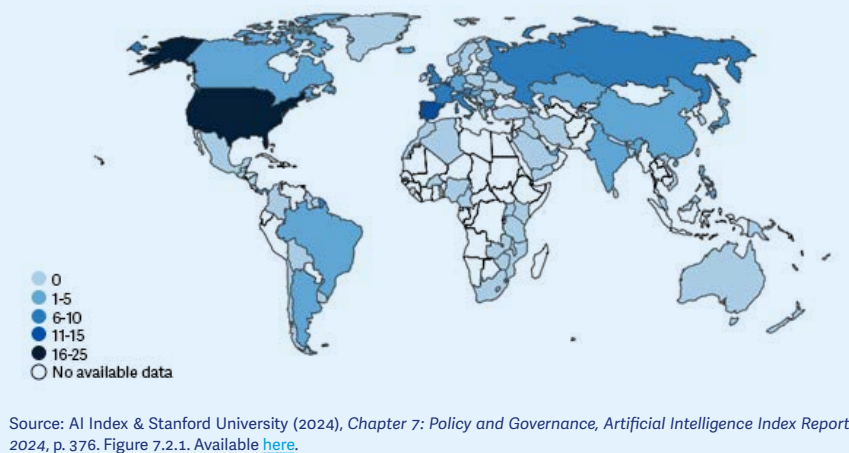 0
1-5
6-10
11-15
16-25
No available data
Source: AI Index & Stanford University (2024), Chapter 7: Policy and Governance, Artificial Intelligence Index Report
2024, p. 376. Figure 7.2.1. Available here.